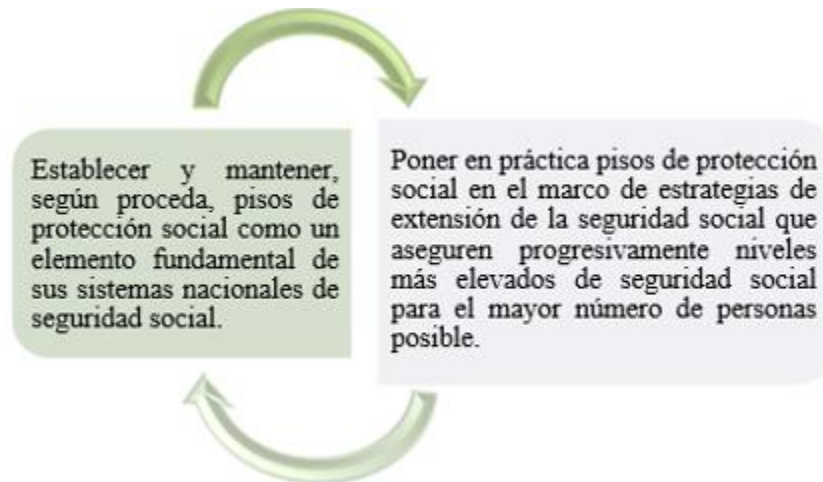 Establecer y mantener,
según proceda, pisos de
protección social como un
elemento fundamental de
sus sistemas nacionales de
seguridad social.
Poner en práctica pisos de protección
social en el marco de estrategias de
extensión de la seguridad social que
aseguren progresivamente niveles
más elevados de seguridad social
para el mayor número de personas
posible.